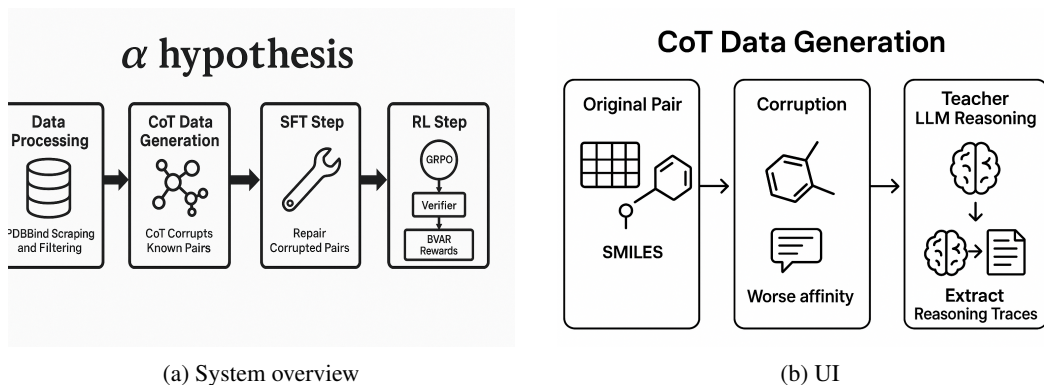 α hypothesis
Data
Processing
PDBBind Scraping
and Filtering
CoT Data
Generation
CoT Corrupts
Known Pairs
SFT Step
Repair
Corrupted Pairs
RL Step
GRPO
Verifier
BVAR
Rewards
(a) System overview
CoT Data Generation
Original Pair
SMILES
Corruption
Worse affinity
Teacher
LLM Reasoning
Extract
Reasoning Traces
(b) UI